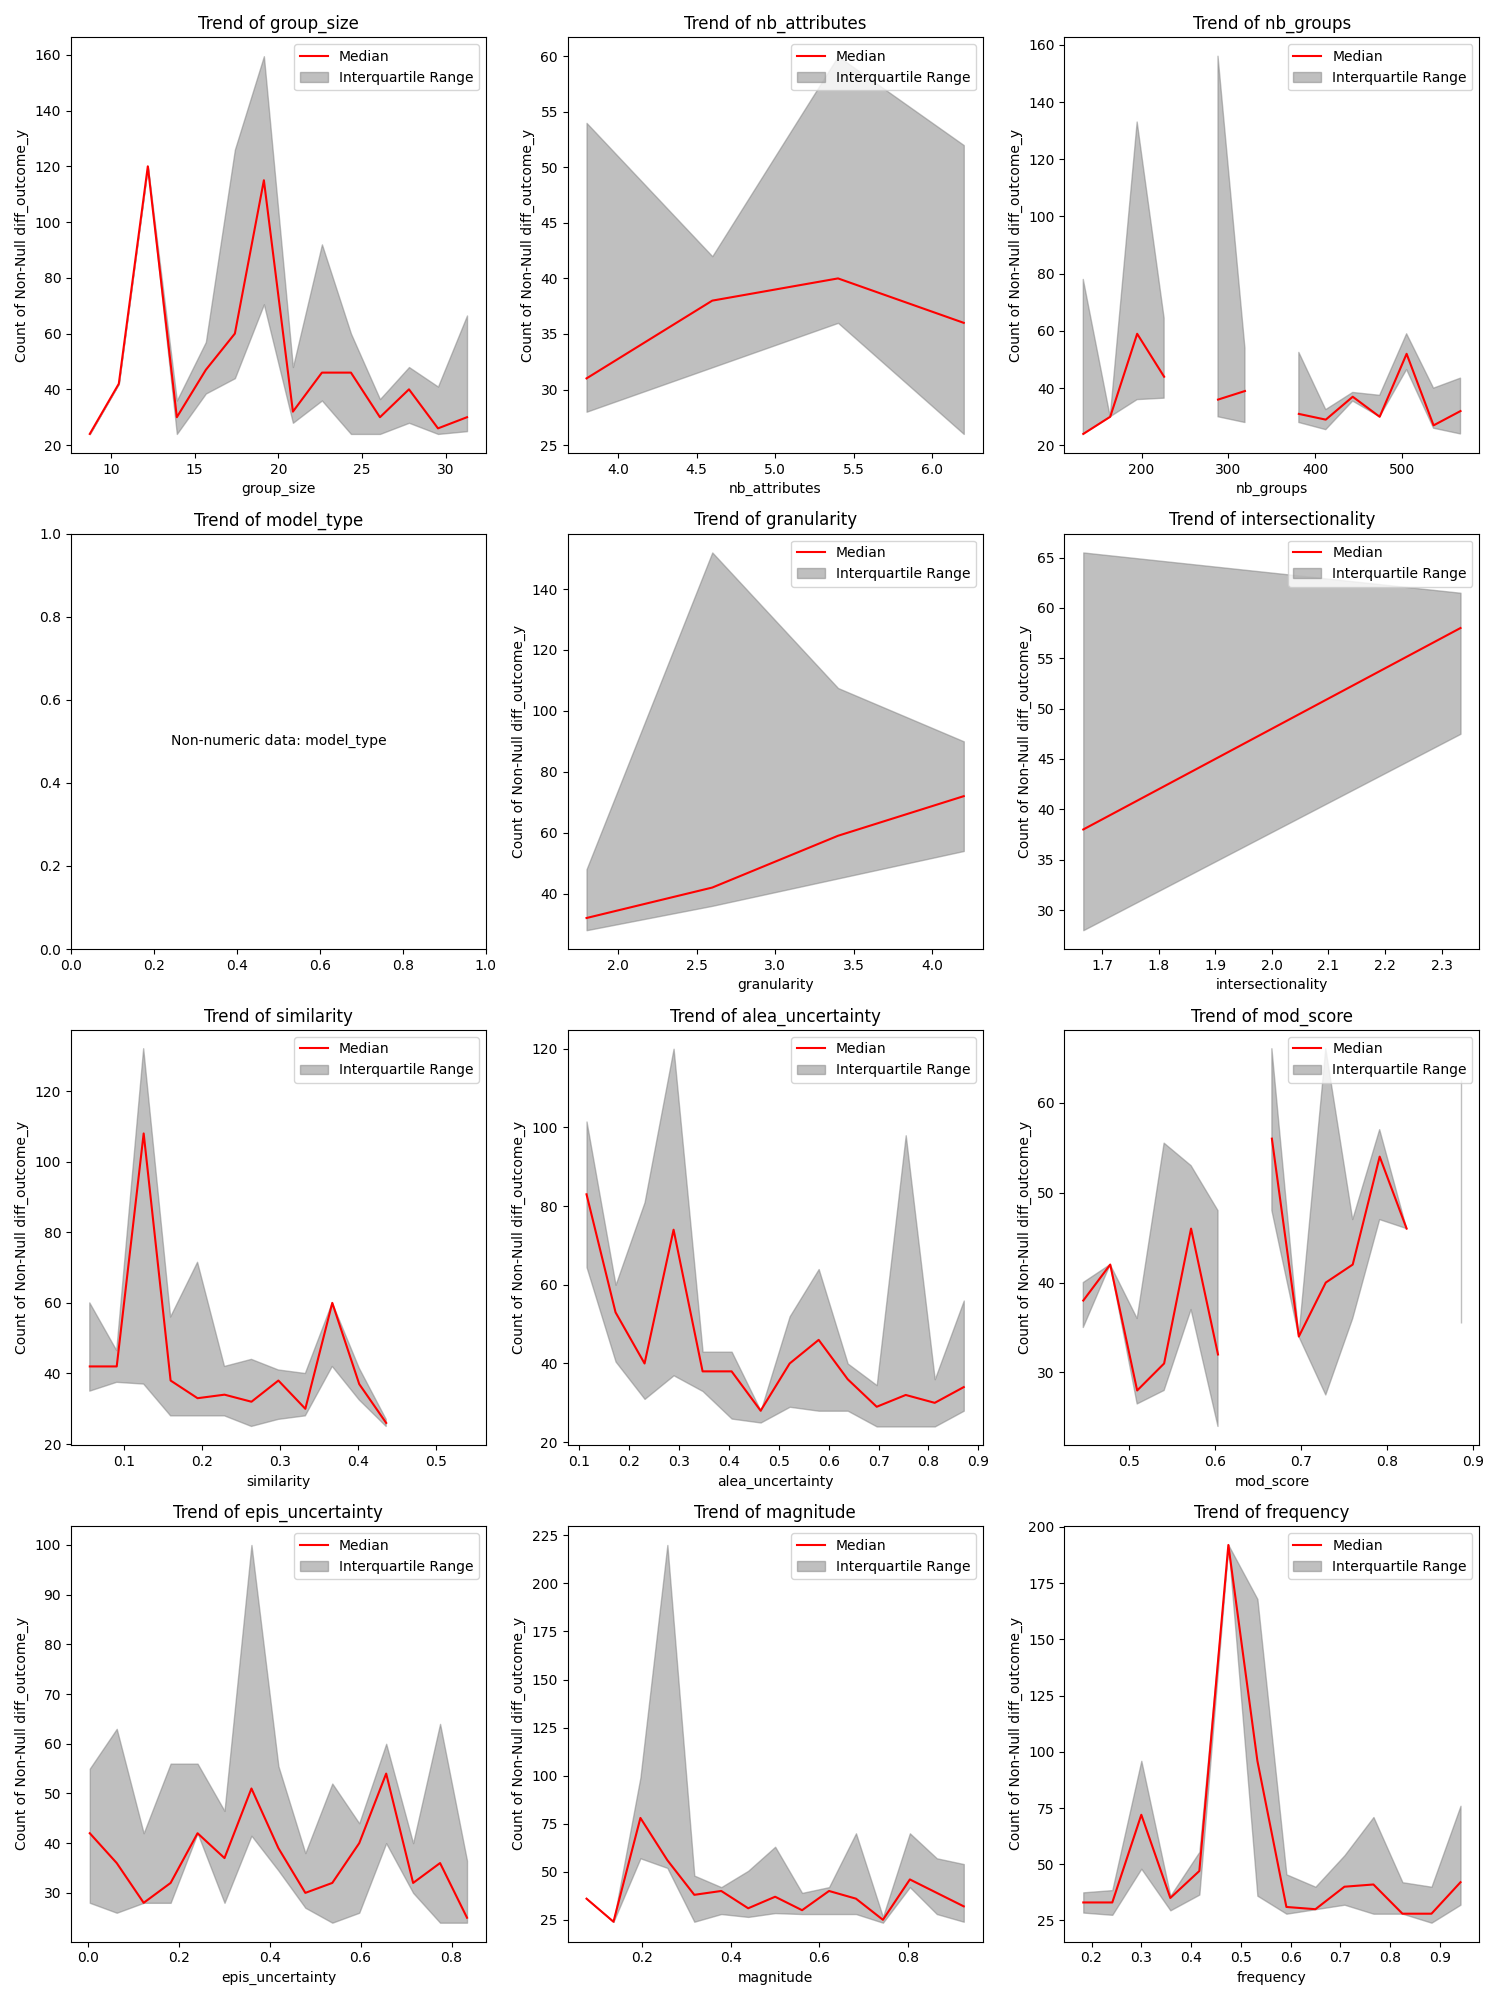 Trend of group_size
Median
Interquartile Range
Count of Non-Null diff_outcome_y
160
140
120
100
80
60
40
20
10 15 20 25 30
group_size
Trend of nb_attributes
Median
Interquartile Range
Count of Non-Null diff_outcome_y
60
55
50
45
40
35
30
25
4.0 4.5 5.0 5.5 6.0
nb_attributes
Trend of nb_groups
Median
Interquartile Range
Count of Non-Null diff_outcome_y
160
140
120
100
80
60
40
20
200 300 400 500
nb_groups
Trend of model_type
1.0
0.8
0.6
0.4
0.2
0.0
Non-numeric data: model_type
0.0 0.2 0.4 0.6 0.8 1.0
Trend of granularity
Median
Interquartile Range
Count of Non-Null diff_outcome_y
140
120
100
80
60
40
2.0 2.5 3.0 3.5 4.0
granularity
Trend of intersectionality
Median
Interquartile Range
Count of Non-Null diff_outcome_y
65
60
55
50
45
40
35
30
1.7 1.8 1.9 2.0 2.1 2.2 2.3
intersectionality
Trend of similarity
Median
Interquartile Range
Count of Non-Null diff_outcome_y
120
100
80
60
40
20
0.1 0.2 0.3 0.4 0.5
similarity
Trend of alea_uncertainty
Median
Interquartile Range
Count of Non-Null diff_outcome_y
120
100
80
60
40
20
0.1 0.2 0.3 0.4 0.5 0.6 0.7 0.8 0.9
alea_uncertainty
Trend of mod_score
Median
Interquartile Range
Count of Non-Null diff_outcome_y
60
50
40
30
0.5 0.6 0.7 0.8 0.9
mod_score
Trend of epis_uncertainty
Median
Interquartile Range
Count of Non-Null diff_outcome_y
100
90
80
70
60
50
40
30
0.0 0.2 0.4 0.6 0.8
epis_uncertainty
Trend of magnitude
Median
Interquartile Range
Count of Non-Null diff_outcome_y
225
200
175
150
125
100
75
50
25
0.2 0.4 0.6 0.8
magnitude
Trend of frequency
Median
Interquartile Range
Count of Non-Null diff_outcome_y
200
175
150
125
100
75
50
25
0.2 0.3 0.4 0.5 0.6 0.7 0.8 0.9
frequency